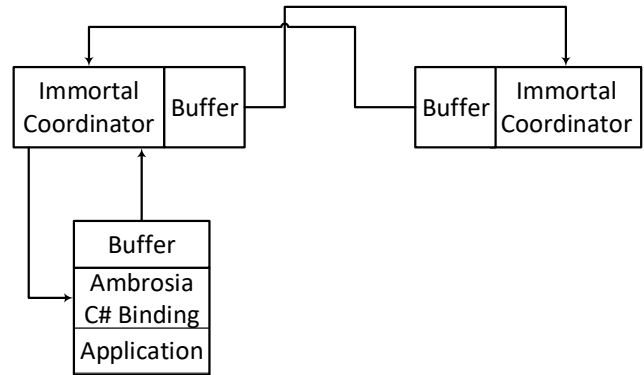 Immortal
Coordinator
Buffer
Buffer
Immortal
Coordinator
Buffer
Ambrosia
C# Binding
Application